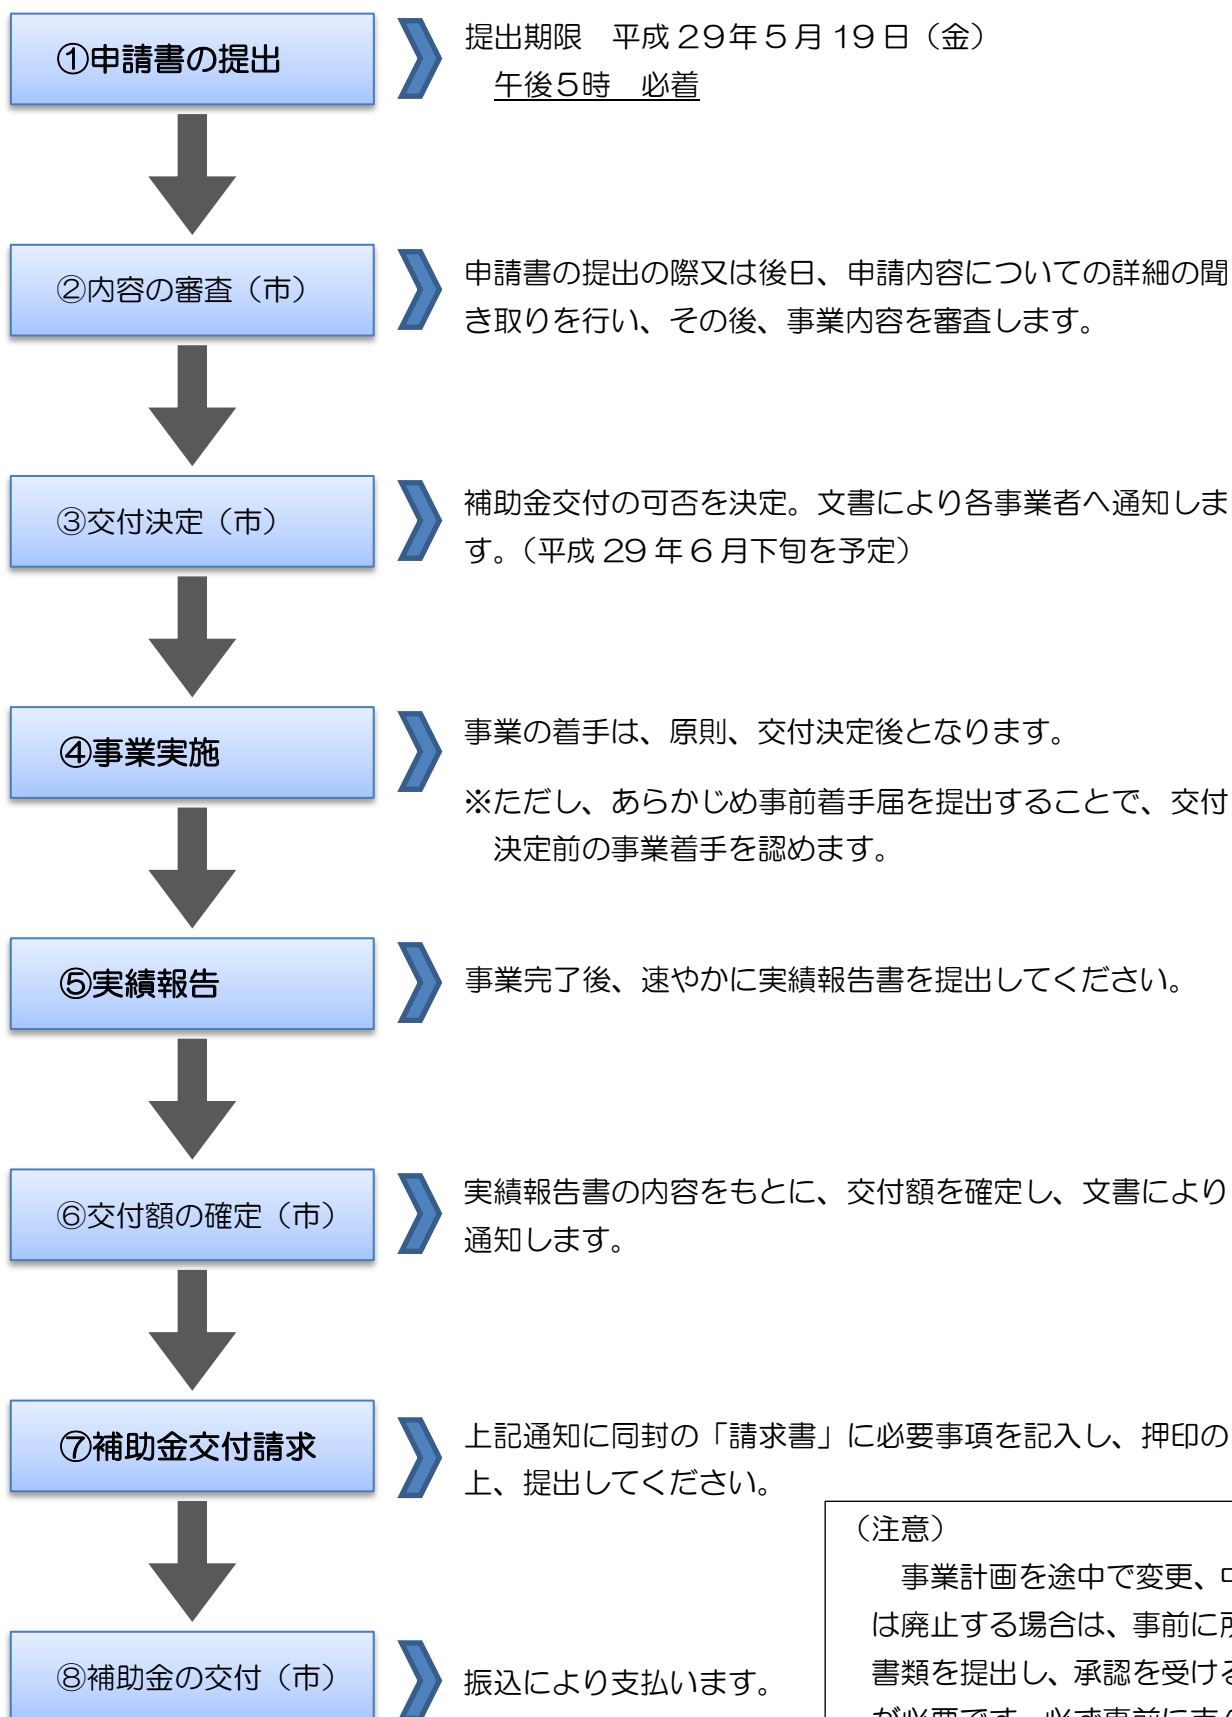 ①申請書の提出
提出期限　平成29年5月19日（金）
午後5時　必着
②内容の審査（市）
申請書の提出の際又は後日、申請内容についての詳細の聞
き取りを行い、その後、事業内容を審査します。
③交付決定（市）
補助金交付の可否を決定。文書により各事業者へ通知しま
す。（平成29年6月下旬を予定）
④事業実施
事業の着手は、原則、交付決定後となります。
※ただし、あらかじめ事前着手届を提出することで、交付
決定前の事業着手を認めます。
⑤実績報告
事業完了後、速やかに実績報告書を提出してください。
⑥交付額の確定（市）
実績報告書の内容をもとに、交付額を確定し、文書により
通知します。
⑦補助金交付請求
上記通知に同封の「請求書」に必要事項を記入し、押印の
上、提出してください。
⑧補助金の交付（市）
振込により支払います。
（注意）
事業計画を途中で変更、
は廃止する場合は、事前に
書類を提出し、承認を受ける